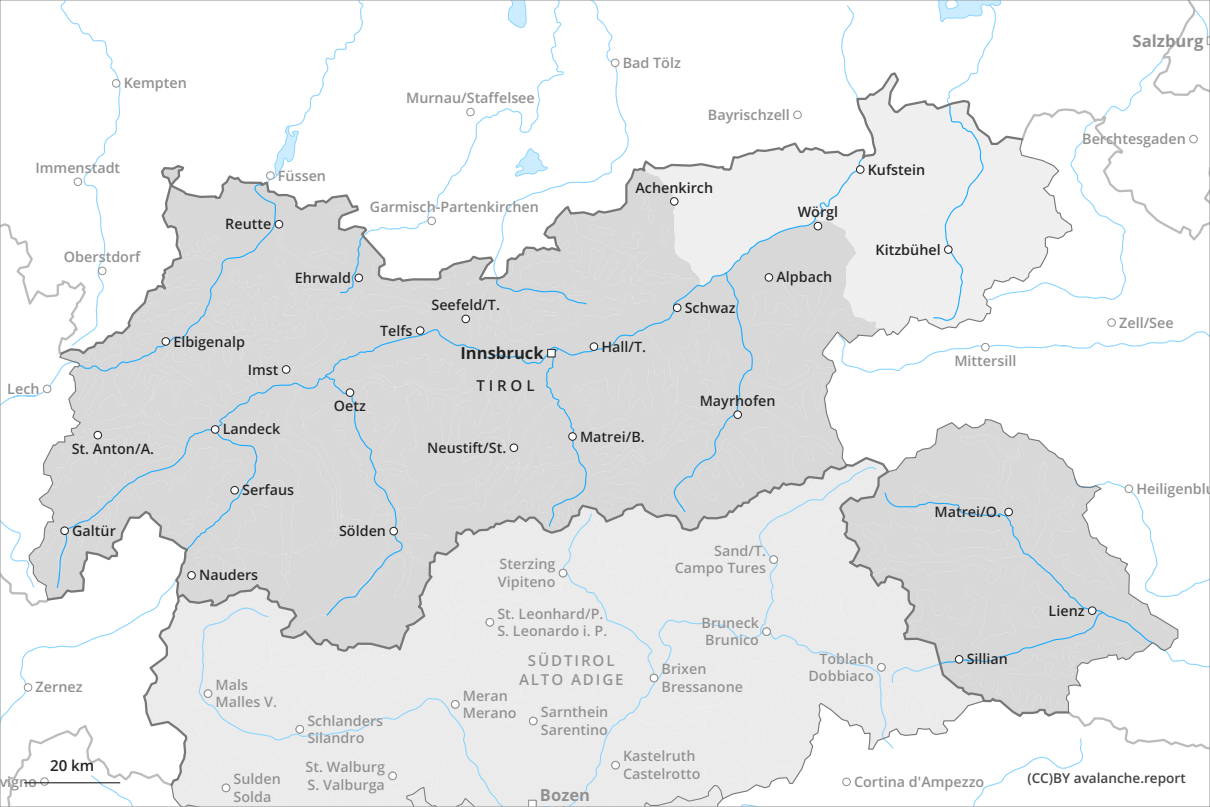 Salzburg
Bad Tölz
Kempten
Murnau/Staffelsee
Bayrischzell
Berchtesgaden
Immenstadt
Füssen
Kufstein
Achenkirch
Garmisch-Partenkirchen
Wörgl
Reutte
Kitzbühel
Oberstdorf
Ehrwald
Alpbach
Seefeld/T.
Schwaz
Telfs
Zell/See
Elbigenalp
Innsbruck
Hall/T.
Mittersill
Imst
TIROL
Lech
Oetz
Mayrhofen
Landeck
Matrei/B.
St. Anton/A.
Neustift/St.
Serfaus
Heiligenblu
Matrei/O.
Galtür
Sölden
Sand/T.
Campo Tures
Sterzing
Vipiteno
Nauders
Lienz
St. Leonhard/P.
S. Leonardo i. P.
Bruneck
Brunico
SÜDTIROL
ALTO ADIGE
Toblach
Dobbiaco
Sillian
Brixen
Bressanone
Zernez
Mals
Malles V.
Meran
Merano
Sarnthein
Sarentino
Schlanders
Silandro
Kastelruth
Castelrotto
20 km
St. Walburg
S. Valburga
vigno
Sulden
Solda
Cortina d'Ampezzo
(CC)BY avalanche.report
Bozen